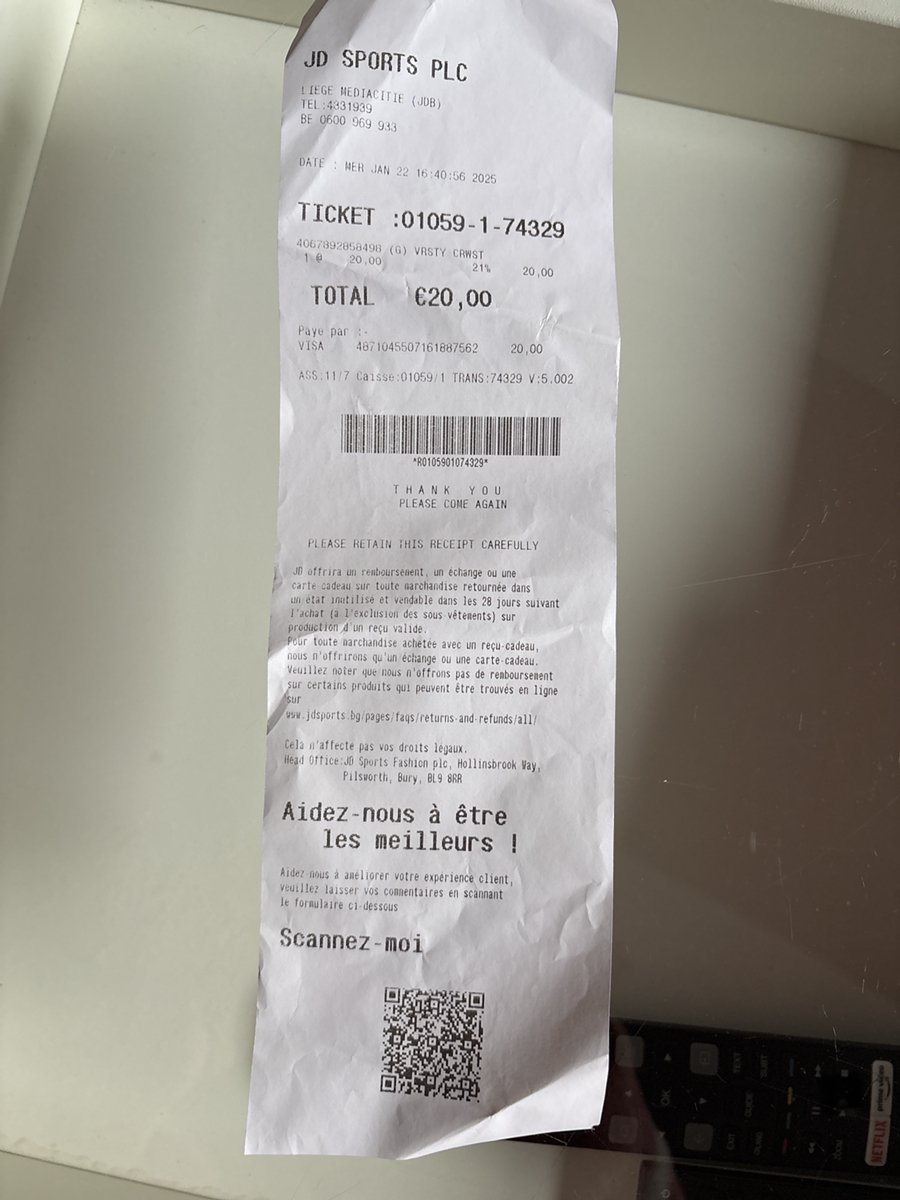 JD SPORTS PLC
LIEGE MEDIACITIE (JDB)
TEL:4331939
BE 0600 969 933
DATE : MER JAN 22 16:40:56 2025
TICKET :01059-1-74329
4067892858498 (G) VRSTY CRWST
1 @ 20,00 21% 20,00
TOTAL €20,00
Paye par :-
VISA 4871045507161887562 20,00
ASS:11/7 Caisse:01059/1 TRANS:74329 V:5.002
*R0105901074329*
THANK YOU
PLEASE COME AGAIN
PLEASE RETAIN THIS RECEIPT CAREFULLY
JD offrira un remboursement, un échange ou une
carte-cadeau sur toute marchandise retournée dans
un état inutilisé et vendable dans les 28 jours suivant
l'achat (à l'exclusion des sous vêtements) sur
production d'un reçu valide.
Pour toute marchandise achetée avec un reçu-cadeau,
nous n'offrirons qu'un échange ou une carte-cadeau.
Veuillez noter que nous n'offrons pas de remboursement
sur certains produits qui peuvent être trouvés en ligne
sur
www.jdsports.bg/pages/faqs/returns-and-refunds/all/
Cela n'affecte pas vos droits légaux.
Head Office:JD Sports Fashion plc, Hollinsbrook Way,
Pilsworth, Bury, BL9 8RR
Aidez-nous à être
les meilleurs !
Aidez-nous à améliorer votre expérience client,
veuillez laisser vos commentaires en scannant
le formulaire ci-dessous
Scannez-moi
OK
TEXT
GUIDE
EXIT
ZOOM
NETFLIX
prime video